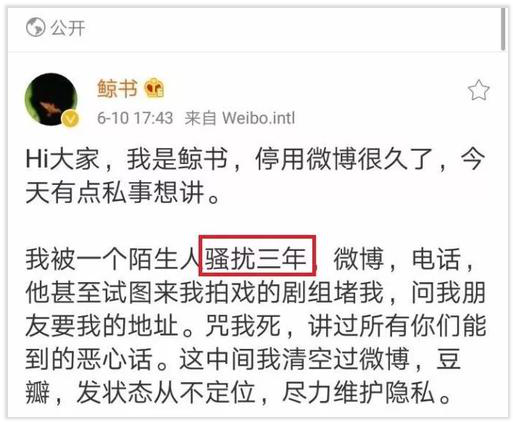 公开
鲸书
6-10 17:43 来自 Weibo.intl
Hi大家，我是鲸书，停用微博很久了，今
天有点私事想讲。
我被一个陌生人骚扰三年，微博，电话，
他甚至试图来我拍戏的剧组堵我，问我朋
友要我的地址。咒我死，讲过所有你们能
到的恶心话。这中间我清空过微博，豆
瓣，发状态从不定位，尽力维护隐私。